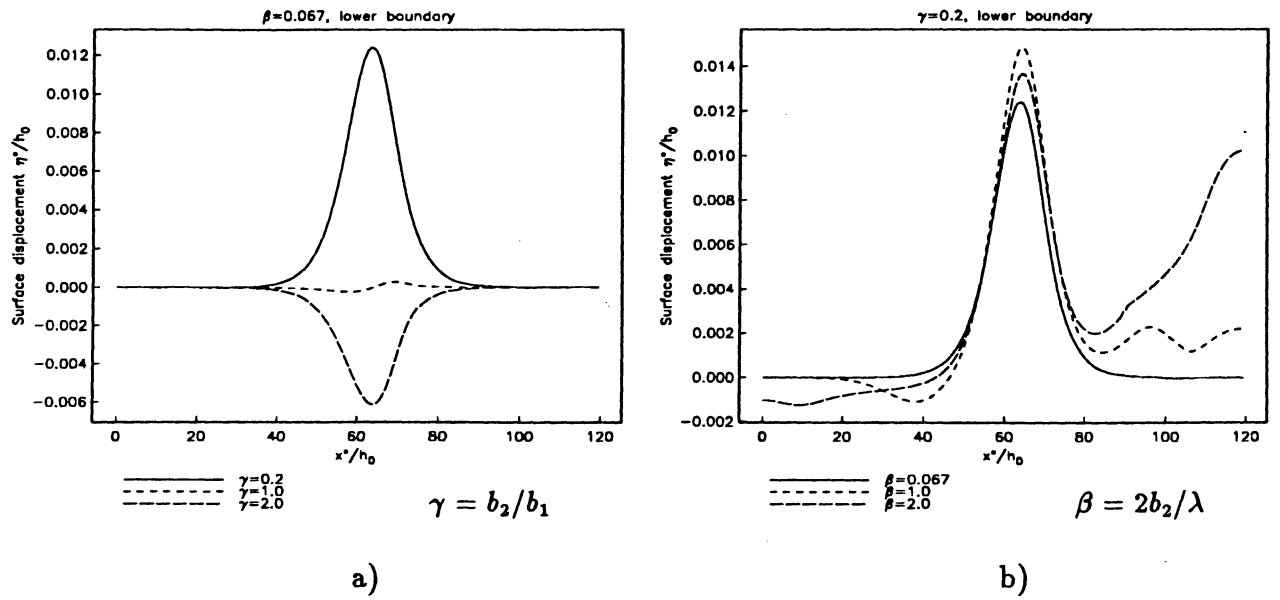 β=0.067, lower boundary
0.012
0.010
0.008
0.006
0.004
0.002
0.000
−0.002
−0.004
−0.006
Surface displacement η°/h₀
0 20 40 60 80 100 120
x°/h₀
γ=0.2
γ=1.0
γ=2.0
γ = b₂/b₁
a)
γ=0.2, lower boundary
0.014
0.012
0.010
0.008
0.006
0.004
0.002
0.000
−0.002
Surface displacement η°/h₀
0 20 40 60 80 100 120
x°/h₀
β=0.067
β=1.0
β=2.0
β = 2b₂/λ
b)